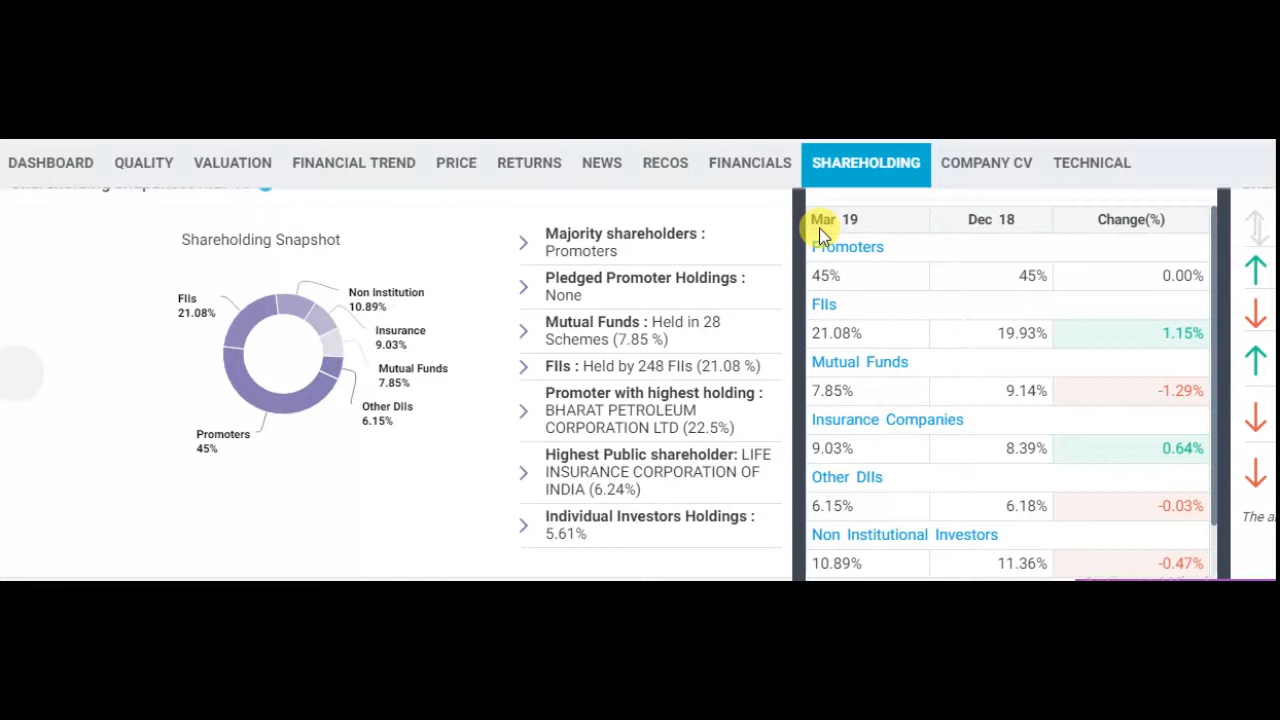 DASHBOARD QUALITY VALUATION FINANCIAL TREND PRICE RETURNS NEWS RECOS FINANCIALS SHAREHOLDING COMPANY CV TECHNICAL
Shareholding Snapshot
FIIs
21.08%
Non Institution
10.89%
Insurance
9.03%
Mutual Funds
7.85%
Other DIIs
6.15%
Promoters
45%
Majority shareholders :
Promoters
Pledged Promoter Holdings :
None
Mutual Funds : Held in 28
Schemes (7.85 %)
FIIs : Held by 248 FIIs (21.08 %)
Promoter with highest holding :
BHARAT PETROLEUM
CORPORATION LTD (22.5%)
Highest Public shareholder: LIFE
INSURANCE CORPORATION OF
INDIA (6.24%)
Individual Investors Holdings :
5.61%
Mar 19 Dec 18 Change(%)
Promoters
45% 45% 0.00%
FIIs
21.08% 19.93% 1.15%
Mutual Funds
7.85% 9.14% -1.29%
Insurance Companies
9.03% 8.39% 0.64%
Other DIIs
6.15% 6.18% -0.03%
Non Institutional Investors
10.89% 11.36% -0.47%
The a